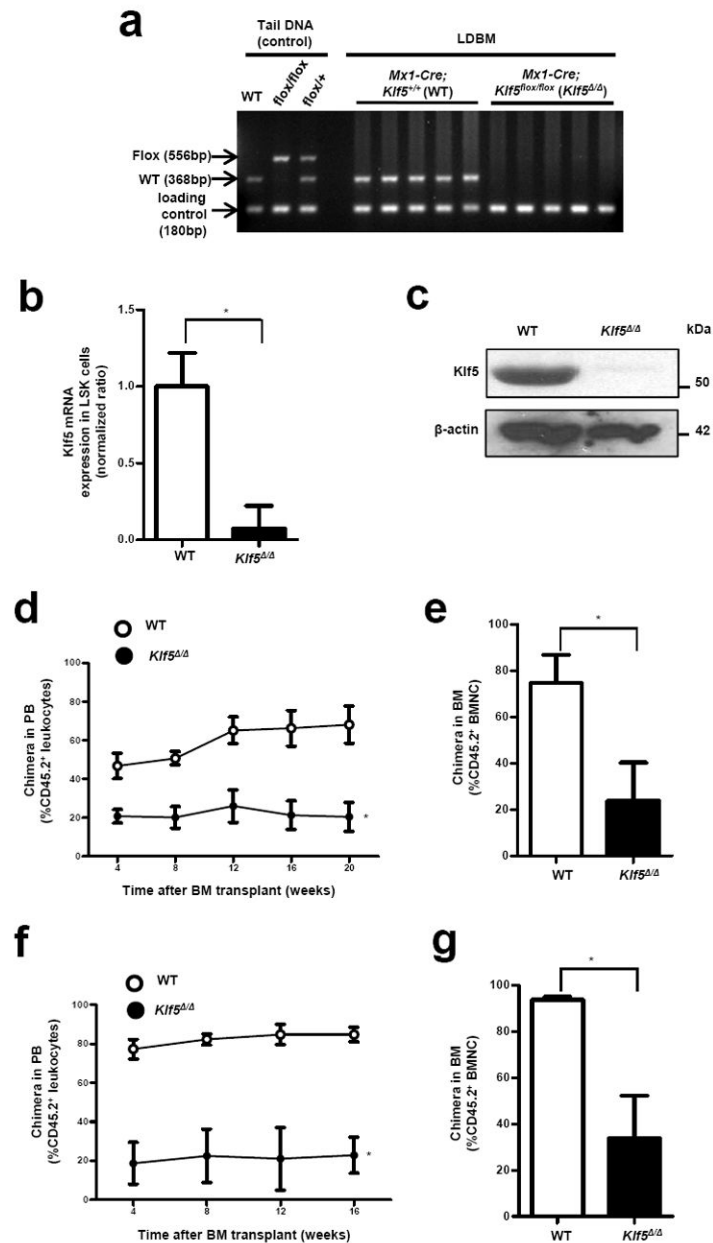 a
Tail DNA
(control)
LDBM
WT
flox/flox
flox/+
Mx1-Cre;
Klf5+/+ (WT)
Mx1-Cre;
Klf5flox/flox (Klf5Δ/Δ)
Flox (556bp)
WT (368bp)
loading
control
(180bp)
b
Klf5 mRNA
expression in LSK cells
(normalized ratio)
1.5
1.0
0.5
0.0
*
WT
Klf5Δ/Δ
c
WT
Klf5Δ/Δ
kDa
Klf5
50
β-actin
42
d
WT
Klf5Δ/Δ
Chimera in PB
(%CD45.2+ leukocytes)
100
80
60
40
20
0
*
4 8 12 16 20
Time after BM transplant (weeks)
e
Chimera in BM
(%CD45.2+ BMNC)
100
80
60
40
20
0
*
WT
Klf5Δ/Δ
f
WT
Klf5Δ/Δ
Chimera in PB
(%CD45.2+ leukocytes)
100
80
60
40
20
0
*
4 8 12 16
Time after BM transplant (weeks)
g
Chimera in BM
(%CD45.2+ BMNC)
100
80
60
40
20
0
*
WT
Klf5Δ/Δ